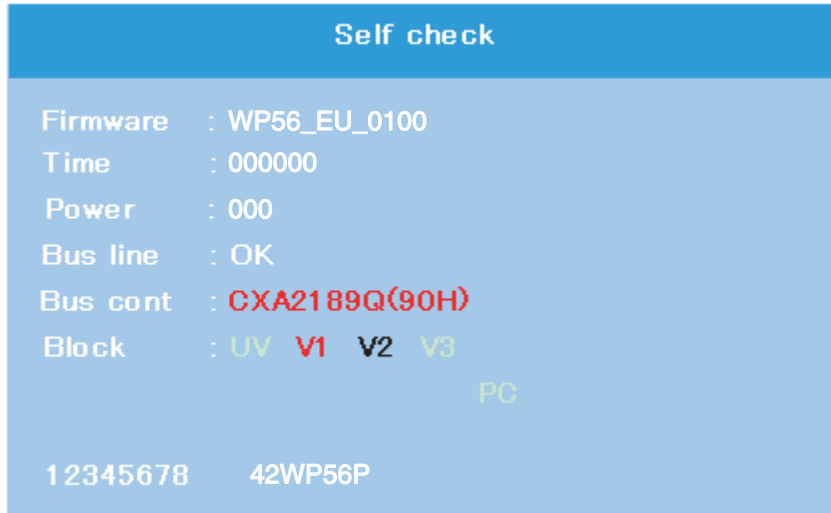 Self check
Firmware : WP56_EU_0100
Time : 000000
Power : 000
Bus line : OK
Bus cont : CXA2189Q(90H)
Block : UV V1 V2 V3
PC
12345678 42WP56P